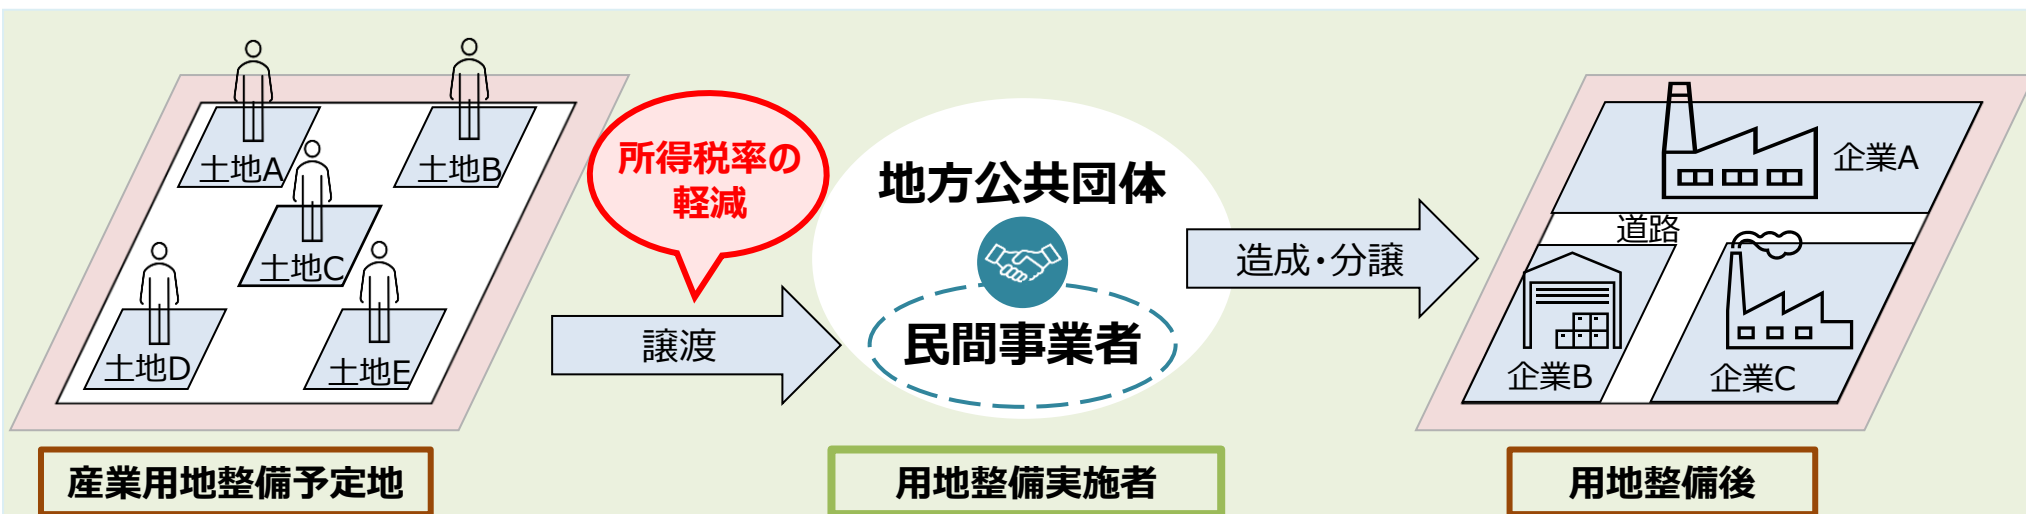 土地A
土地B
土地C
土地D
土地E
産業用地整備予定地
所得税率の
軽減
譲渡
地方公共団体
民間事業者
用地整備実施者
造成・分譲
企業A
道路
企業B
企業C
用地整備後